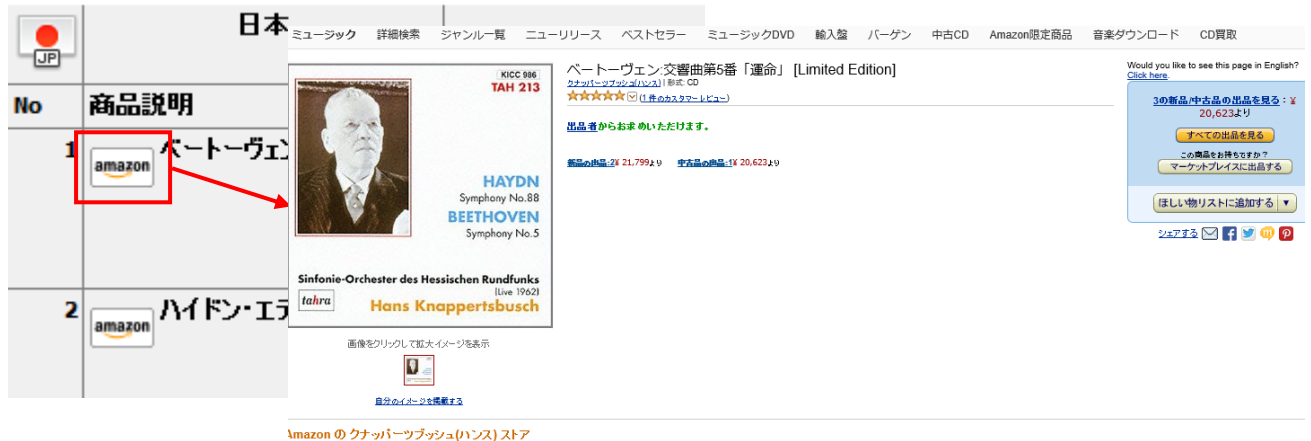 日本
JP
No 商品説明
1 amazon ベートーヴェン
2 amazon ハイドン・エラ
ミュージック 詳細検索 ジャンル一覧 ニューリリース ベストセラー ミュージックDVD 輸入盤 バーゲン 中古CD Amazon限定商品 音楽ダウンロード CD買取
KICC 986
TAH 213
HAYDN
Symphony No.88
BEETHOVEN
Symphony No.5
Sinfonie-Orchester des Hessischen Rundfunks
(Live 1962)
tahra
Hans Knappertsbusch
画像をクリックして拡大イメージを表示
自分のイメージを掲載する
ベートーヴェン:交響曲第5番「運命」 [Limited Edition]
クナッパーツブッシュ(ハンス) | 形式: CD
(1 件のカスタマーレビュー)
出品者からお求めいただけます。
新品の出品:2¥ 21,799より 中古品の出品:1¥ 20,623より
Would you like to see this page in English?
Click here.
3の新品/中古品の出品を見る : ¥
20,623より
すべての出品を見る
この商品をお持ちですか？
マーケットプレイスに出品する
ほしい物リストに追加する
シェアする
Amazon の クナッパーツブッシュ(ハンス) ストア